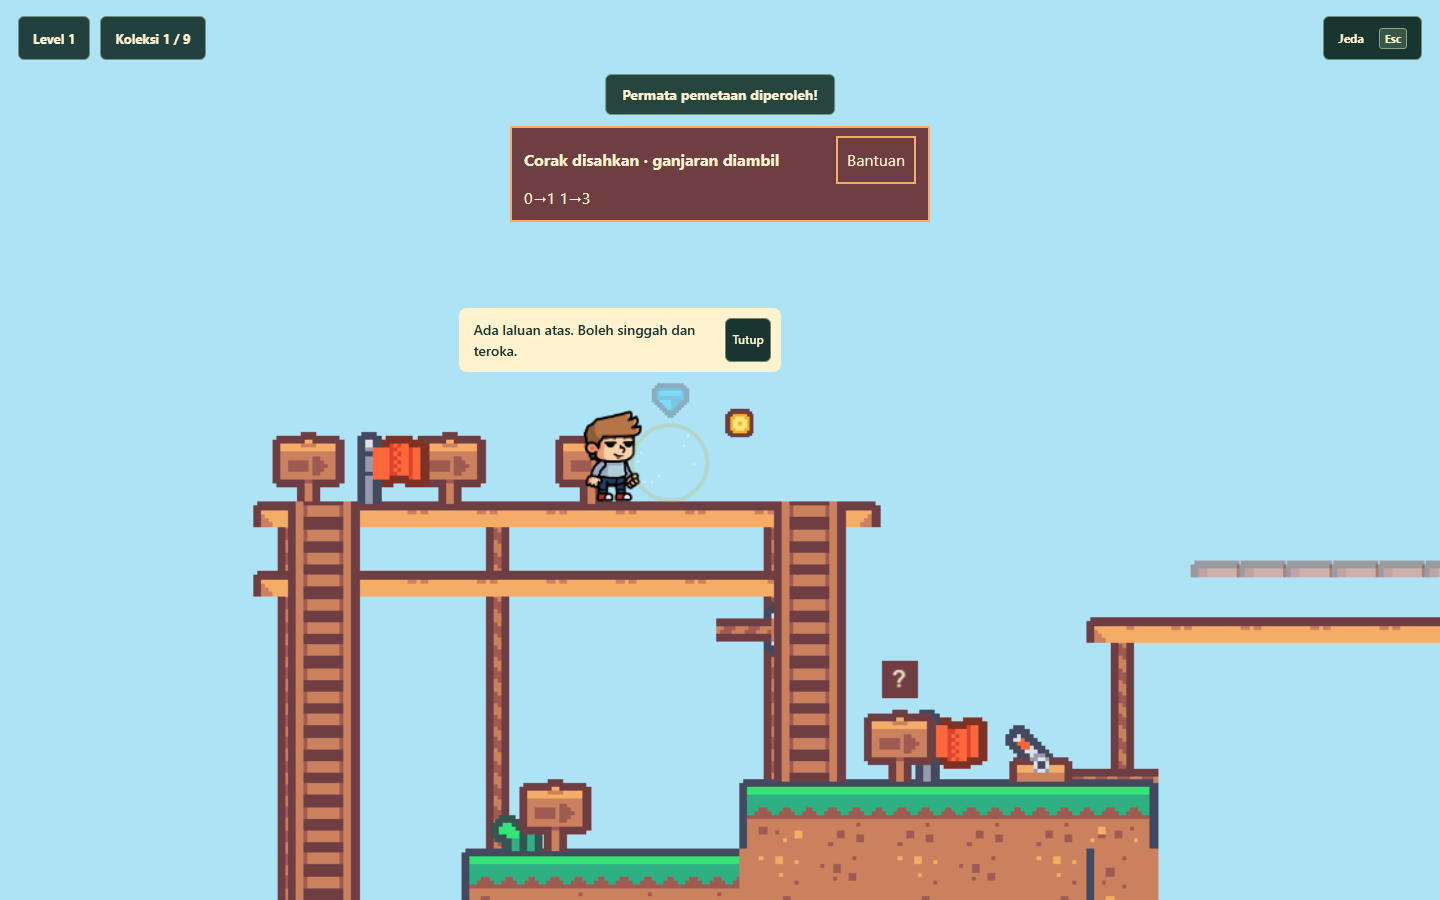 Level 1
Koleksi 1 / 9
Jeda Esc
Permata pemetaan diperoleh!
Corak disahkan · ganjaran diambil
Bantuan
0→1 1→3
Ada laluan atas. Boleh singgah dan
teroka.
Tutup
?